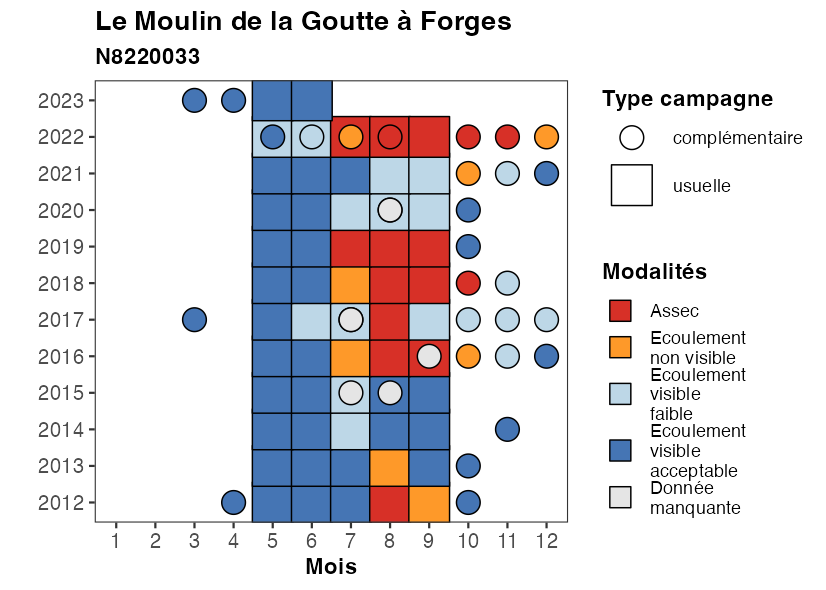 Le Moulin de la Goutte à Forges
N8220033
2023
2022
2021
2020
2019
2018
2017
2016
2015
2014
2013
2012
1 2 3 4 5 6 7 8 9 10 11 12
Mois
Type campagne
complémentaire
usuelle
Modalités
Assec
Ecoulement
non visible
Ecoulement
visible
faible
Ecoulement
visible
acceptable
Donnée
manquante